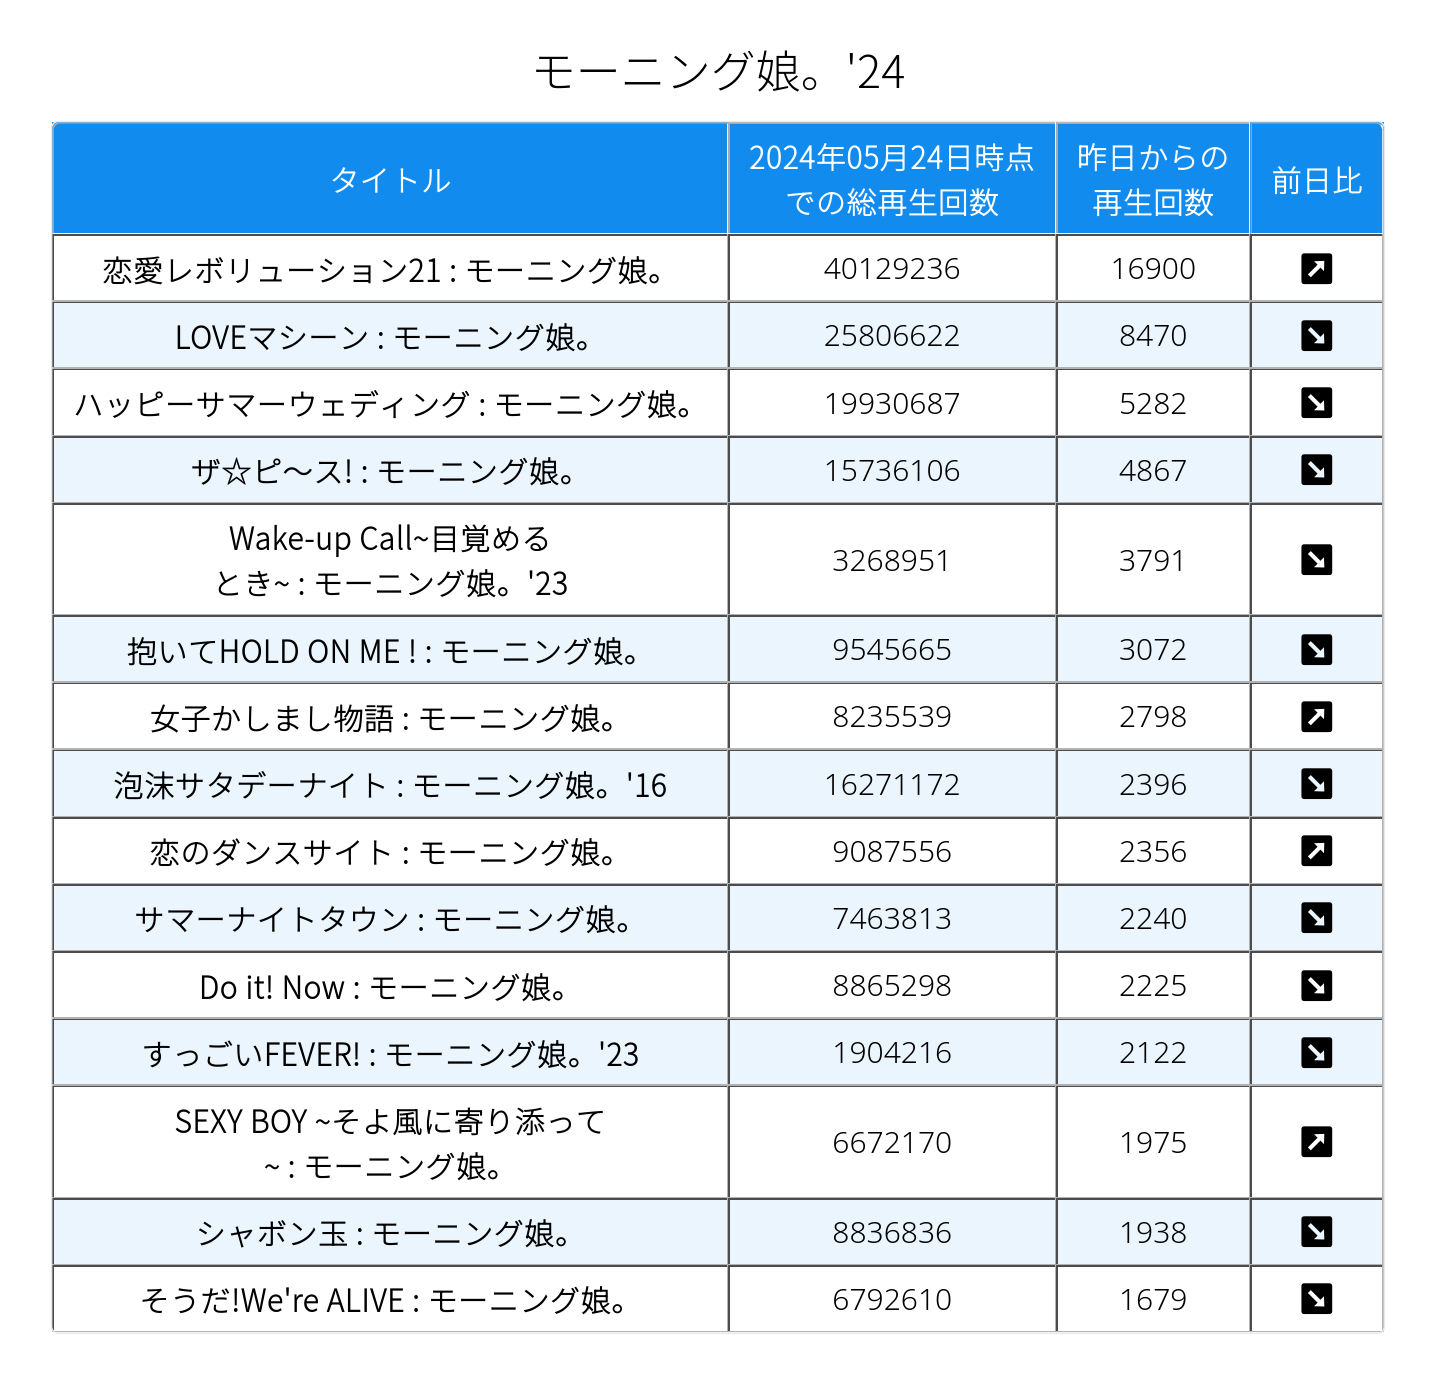 モーニング娘。'24
タイトル
2024年05月24日時点
での総再生回数
昨日からの
再生回数
前日比
恋愛レボリューション21 : モーニング娘。 40129236 16900 ↗
LOVEマシーン : モーニング娘。 25806622 8470 ↘
ハッピーサマーウェディング : モーニング娘。 19930687 5282 ↘
ザ☆ピ〜ス! : モーニング娘。 15736106 4867 ↘
Wake-up Call~目覚める
とき~ : モーニング娘。'23 3268951 3791 ↘
抱いてHOLD ON ME ! : モーニング娘。 9545665 3072 ↘
女子かしまし物語 : モーニング娘。 8235539 2798 ↗
泡沫サタデーナイト : モーニング娘。'16 16271172 2396 ↘
恋のダンスサイト : モーニング娘。 9087556 2356 ↗
サマーナイトタウン : モーニング娘。 7463813 2240 ↘
Do it! Now : モーニング娘。 8865298 2225 ↘
すっごいFEVER! : モーニング娘。'23 1904216 2122 ↘
SEXY BOY ~そよ風に寄り添って
~ : モーニング娘。 6672170 1975 ↗
シャボン玉 : モーニング娘。 8836836 1938 ↘
そうだ!We're ALIVE : モーニング娘。 6792610 1679 ↘